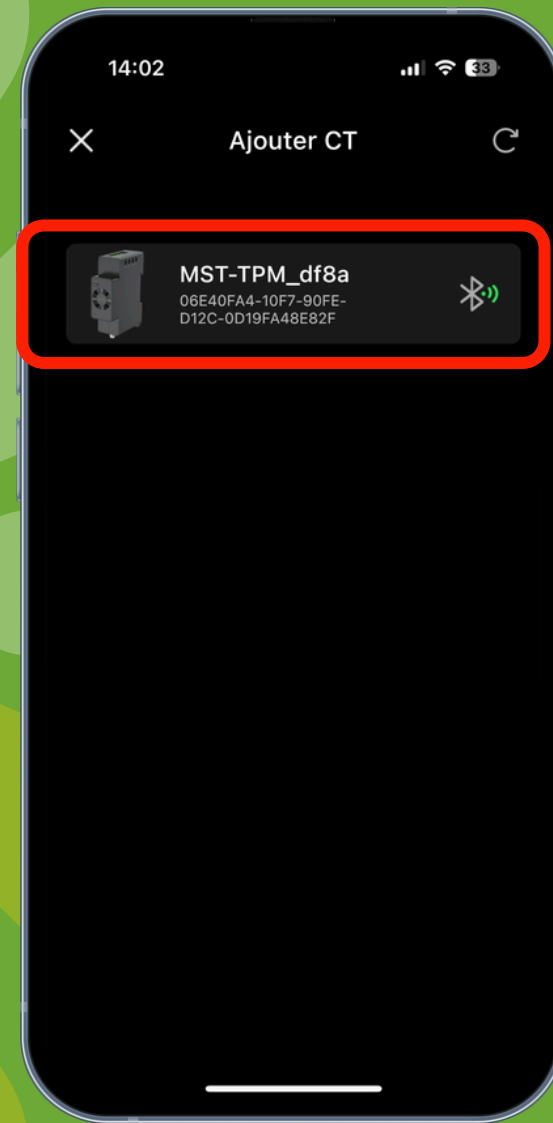 14:02
33
Ajouter CT
MST-TPM_df8a
06E40FA4-10F7-90FE-
D12C-0D19FA48E82F